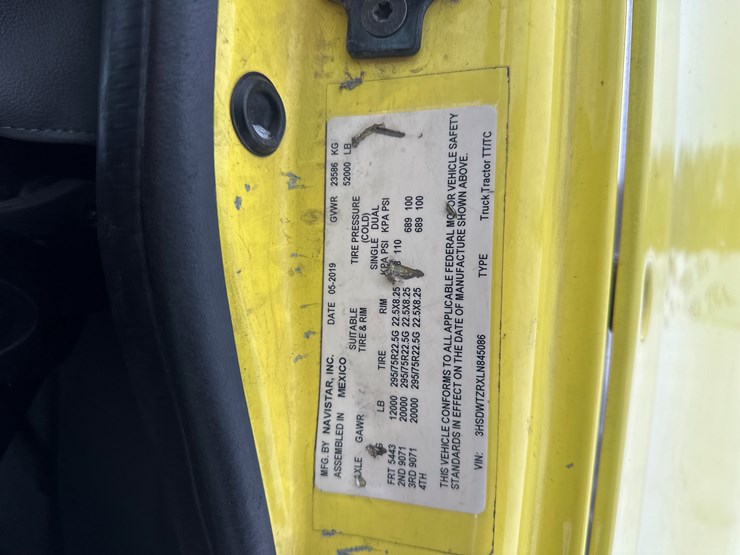 MFG. BY NAVISTAR, INC. DATE 05-2019 GVWR 23586 KG
ASSEMBLED IN MEXICO 52000 LB
SUITABLE TIRE PRESSURE
TIRE & RIM (COLD)
AXLE GAWR SINGLE DUAL
LB TIRE RIM KPA PSI KPA PSI
FRT 5443 12000 295/75R22.5G 22.5X8.25 110
2ND 9071 20000 295/75R22.5G 22.5X8.25 689 100
3RD 9071 20000 295/75R22.5G 22.5X8.25 689 100
4TH
THIS VEHICLE CONFORMS TO ALL APPLICABLE FEDERAL MOTOR VEHICLE SAFETY
STANDARDS IN EFFECT ON THE DATE OF MANUFACTURE SHOWN ABOVE.
VIN: 3HSDWTZRXLN845086 TYPE Truck Tractor TT/TC